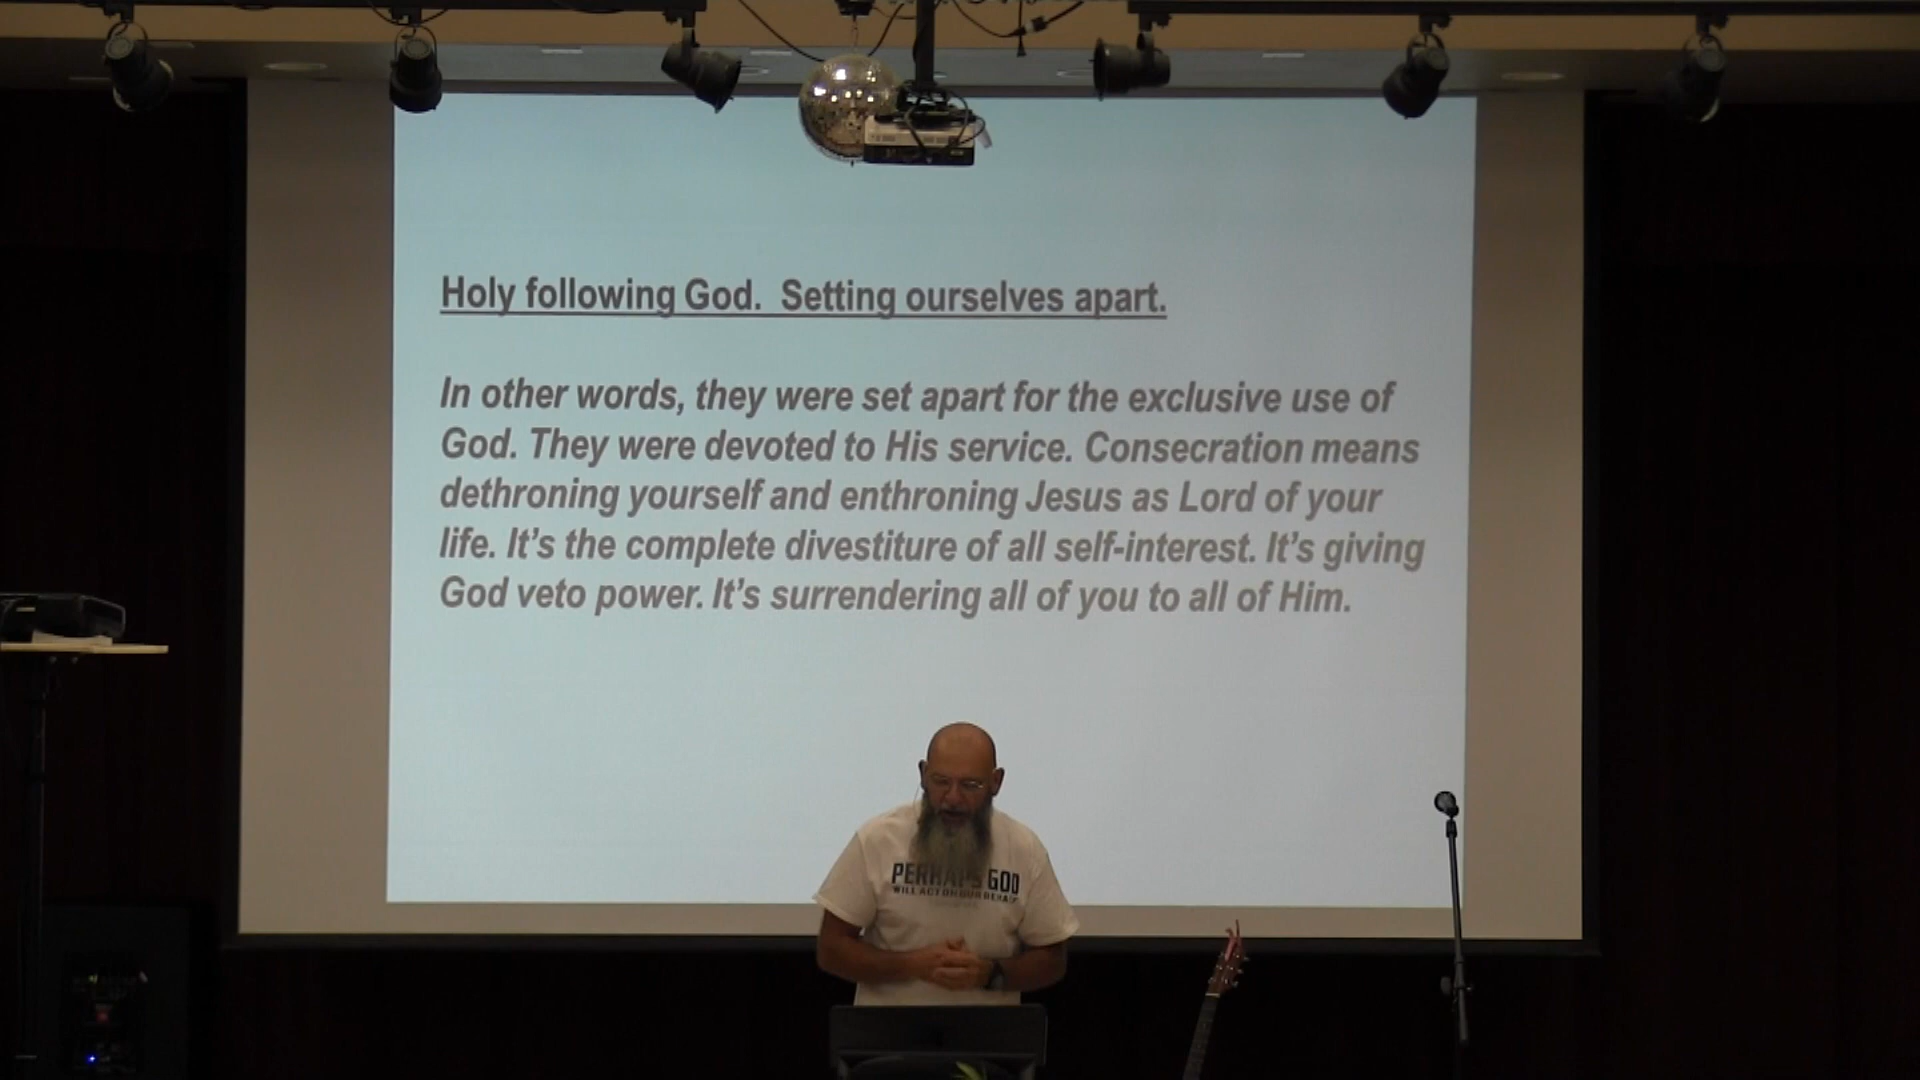 Holy following God. Setting ourselves apart.
In other words, they were set apart for the exclusive use of
God. They were devoted to His service. Consecration means
dethroning yourself and enthroning Jesus as Lord of your
life. It's the complete divestiture of all self-interest. It's giving
God veto power. It's surrendering all of you to all of Him.
PERHAPS GOD
WILL ACT ON OUR BEHALF